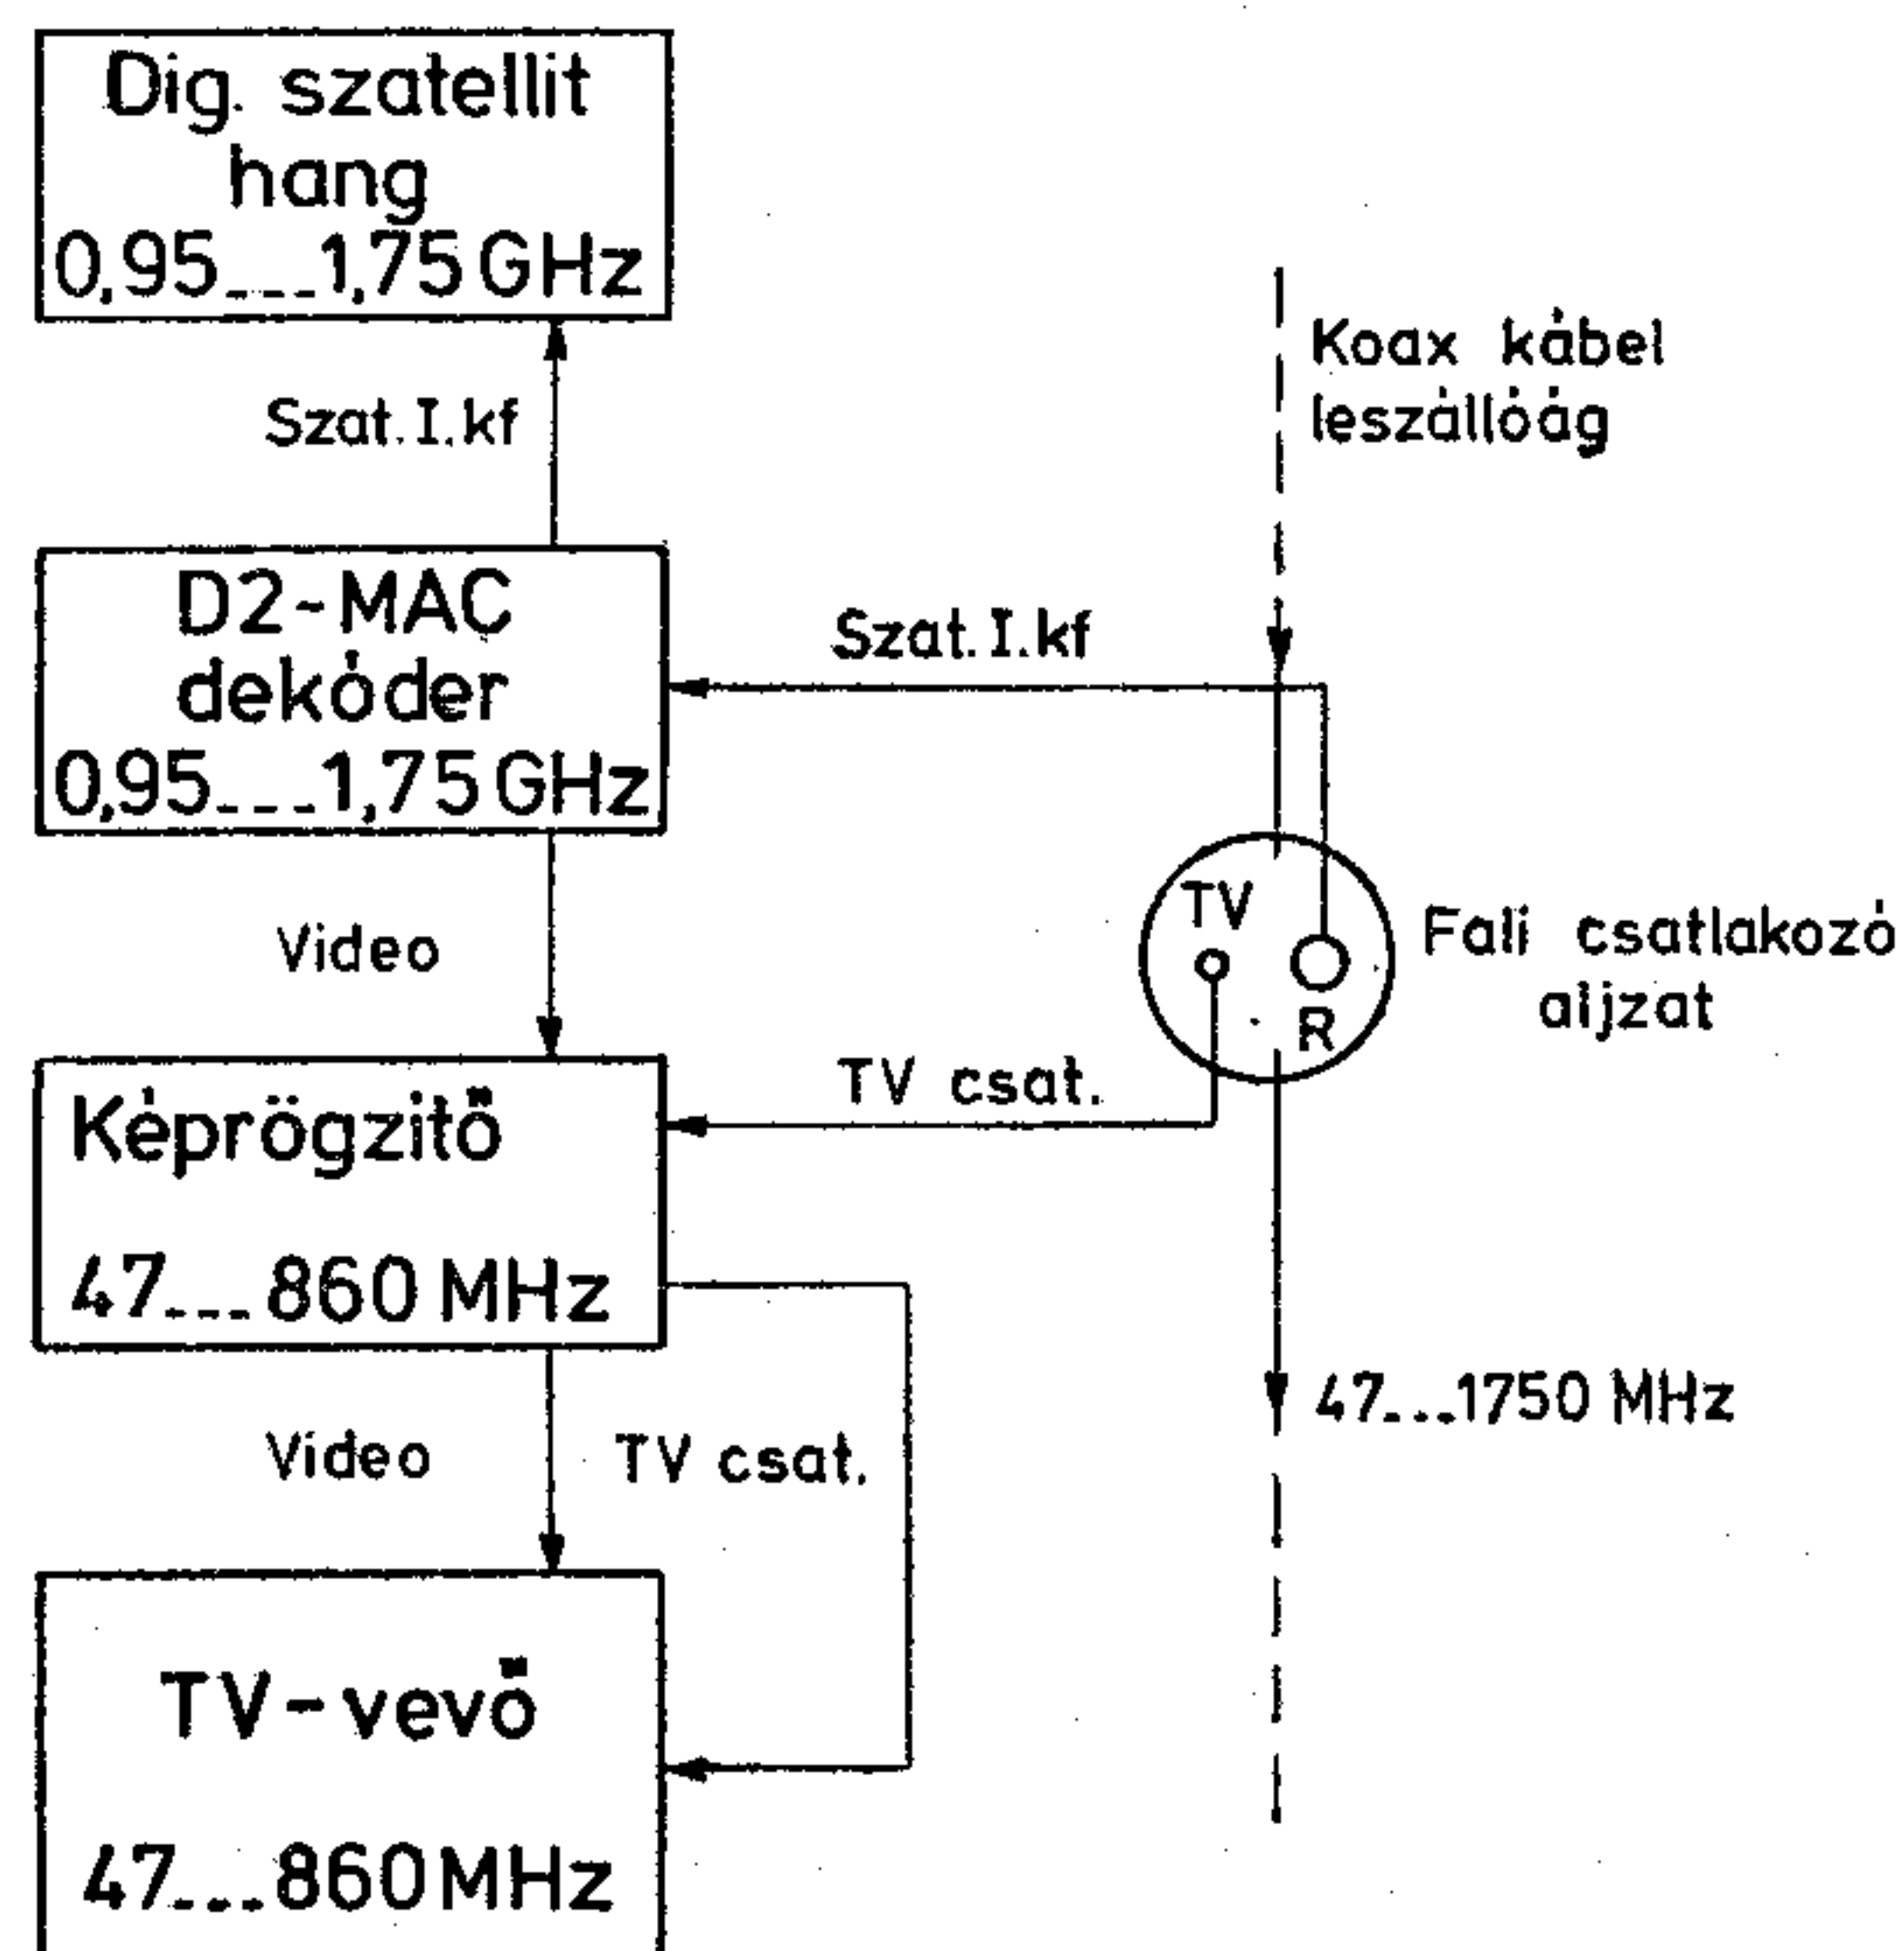 Dig. szatellit
hang
0,95...1,75 GHz
Szat. I. kf
Koax kábel
leszállóág
D2-MAC
dekóder
0,95...1,75 GHz
Szat. I. kf
Video
TV
R
Fali csatlakozó
aljzat
Képrögzitő
47...860 MHz
TV csat.
47...1750 MHz
Video
TV csat.
TV-vevő
47...860 MHz